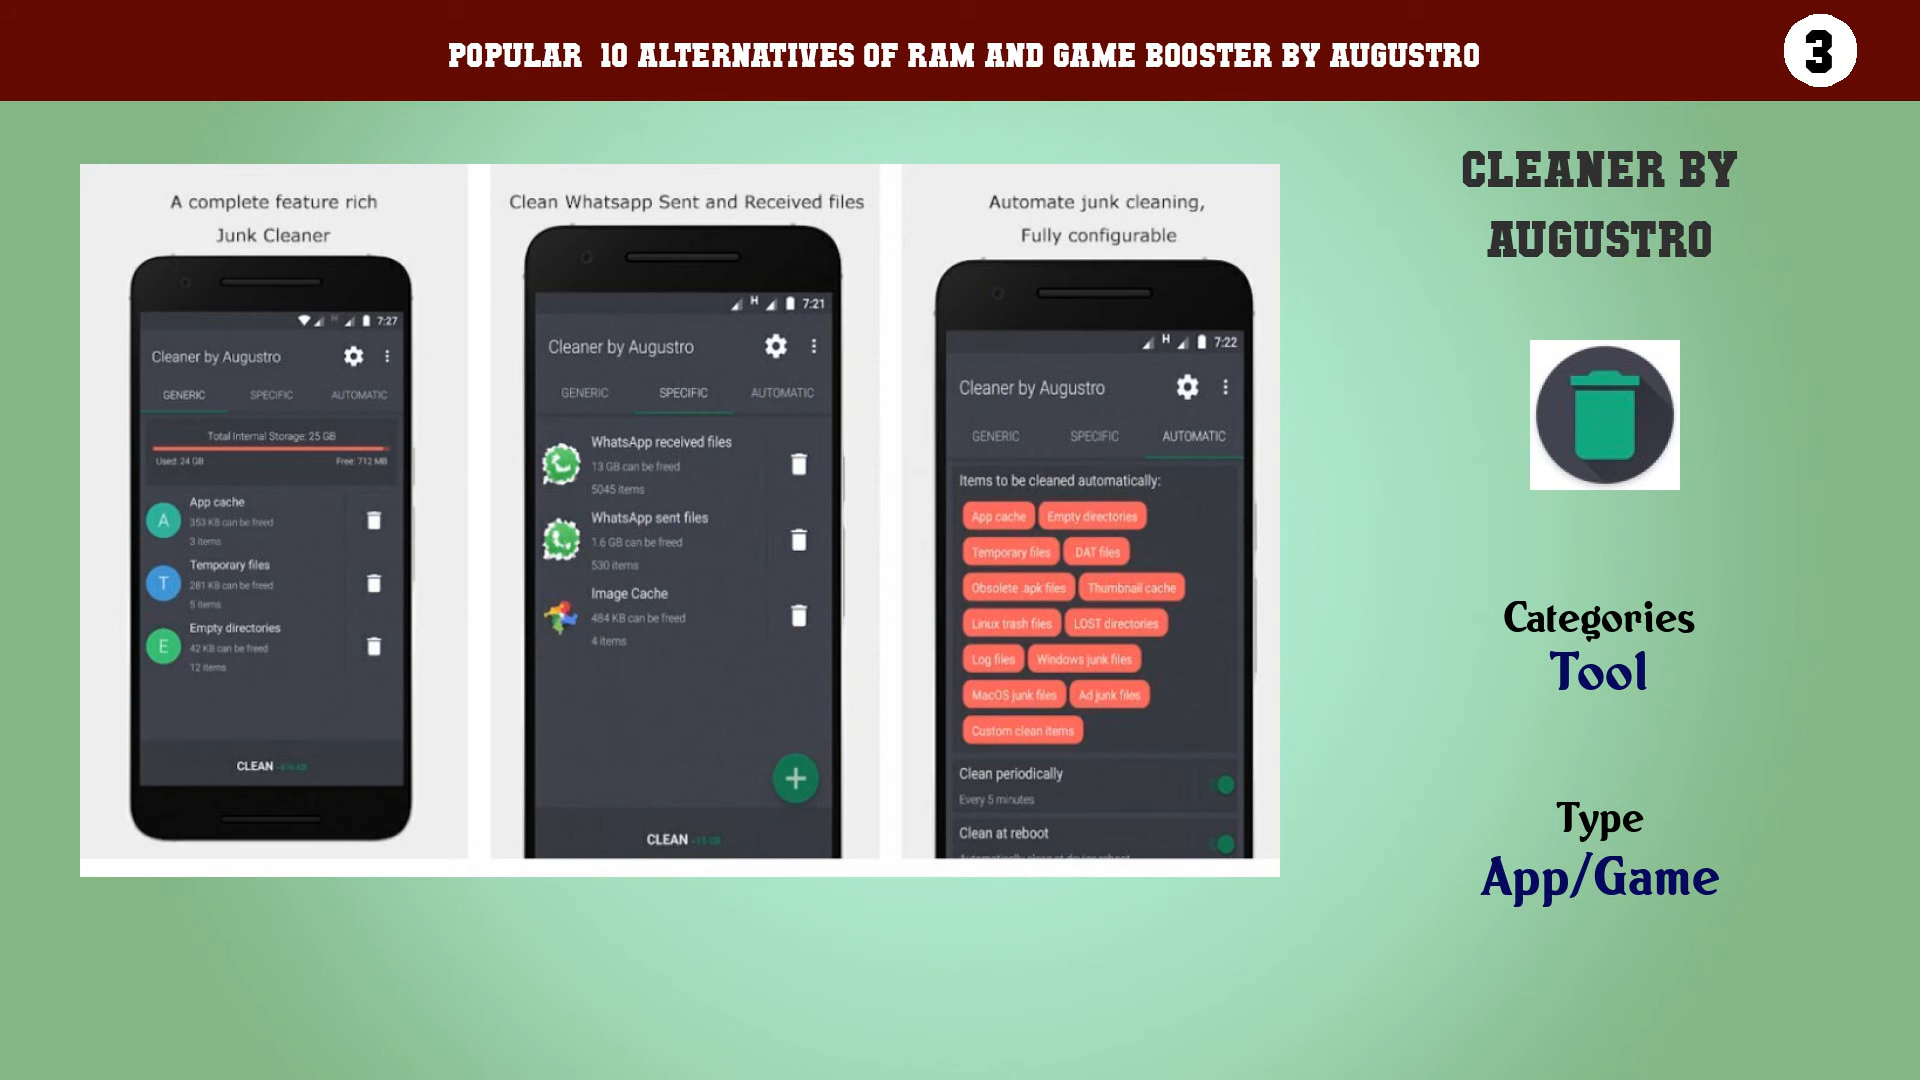 POPULAR 10 ALTERNATIVES OF RAM AND GAME BOOSTER BY AUGUSTRO
3
A complete feature rich
Junk Cleaner
7:27
Cleaner by Augustro
GENERIC SPECIFIC AUTOMATIC
Total Internal Storage: 25 GB
Used: 24 GB Free: 712 MB
A
App cache
353 KB can be freed
3 items
T
Temporary files
281 KB can be freed
5 items
E
Empty directories
42 KB can be freed
12 items
CLEAN
Clean Whatsapp Sent and Received files
H 7:21
Cleaner by Augustro
GENERIC SPECIFIC AUTOMATIC
WhatsApp received files
13 GB can be freed
5045 items
WhatsApp sent files
1.6 GB can be freed
530 items
Image Cache
484 KB can be freed
4 items
+
CLEAN
Automate junk cleaning,
Fully configurable
H 7:22
Cleaner by Augustro
GENERIC SPECIFIC AUTOMATIC
Items to be cleaned automatically:
App cache Empty directories
Temporary files .DAT files
Obsolete .apk files Thumbnail cache
Linux trash files LOST directories
Log files Windows junk files
MacOS junk files Ad junk files
Custom clean items
Clean periodically
Every 5 minutes
Clean at reboot
CLEANER BY
AUGUSTRO
Categories
Tool
Type
App/Game